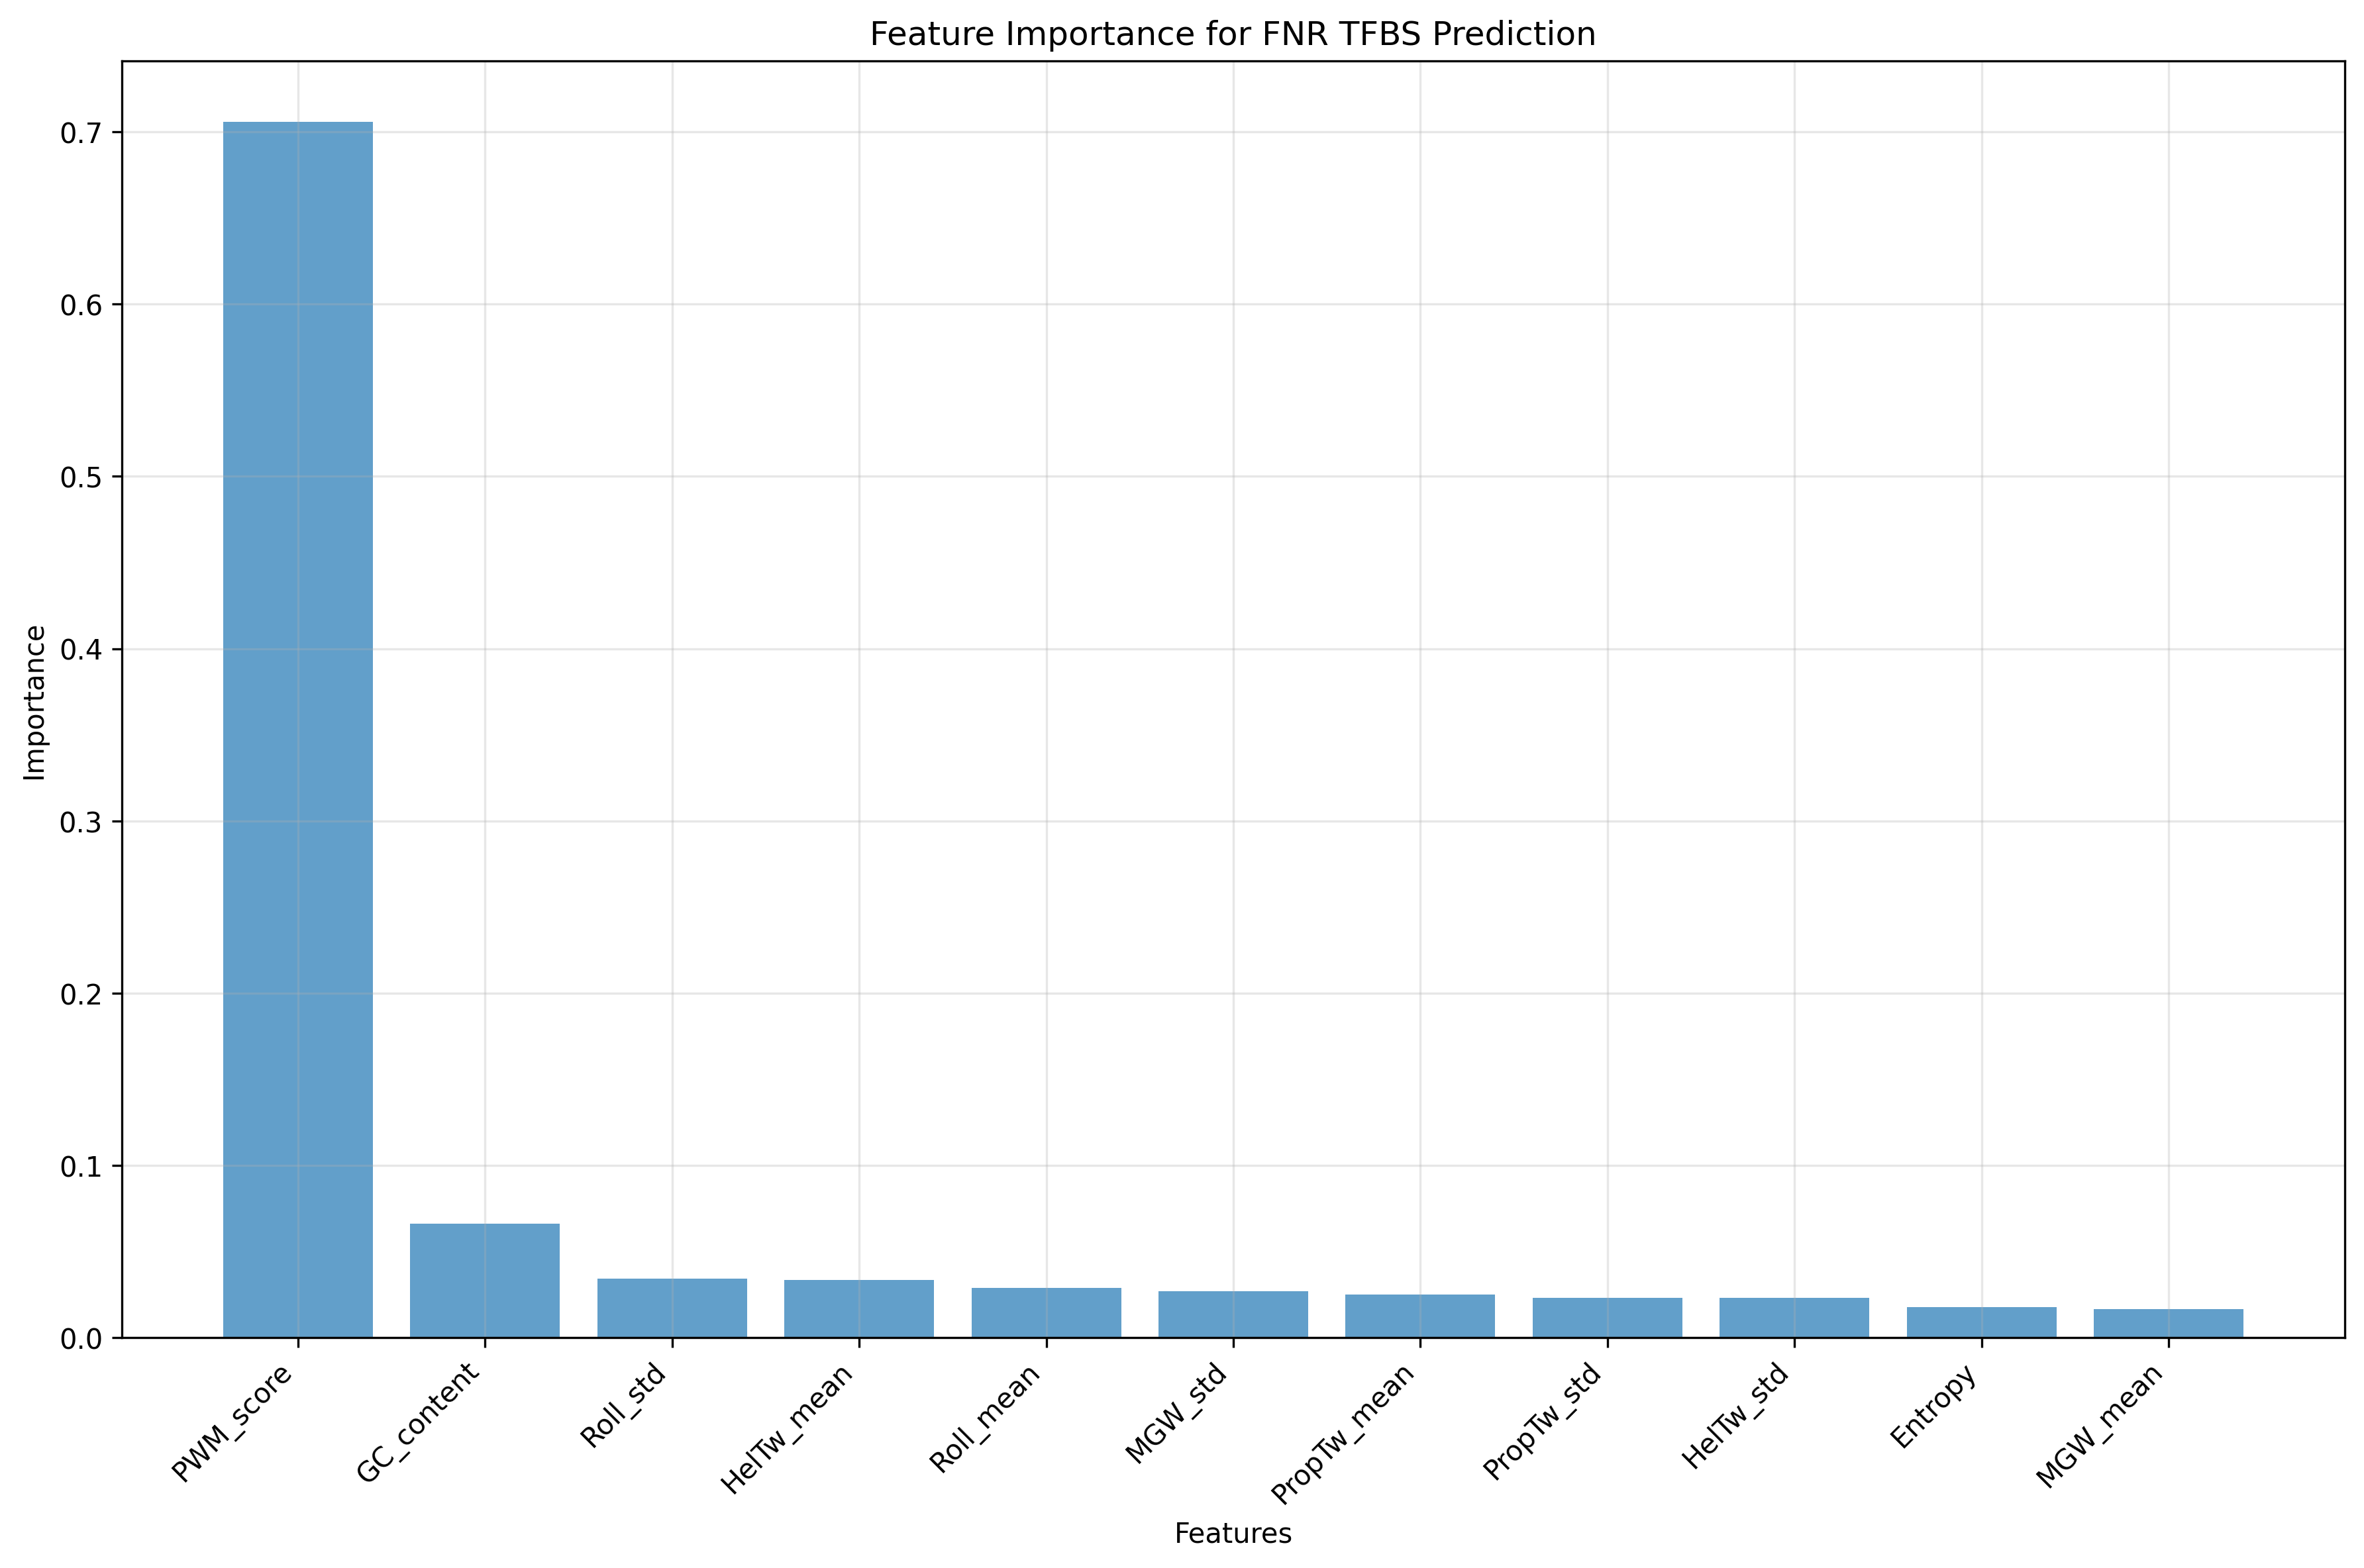 Feature Importance for FNR TFBS Prediction
Importance
0.7
0.6
0.5
0.4
0.3
0.2
0.1
0.0
PWM_score
GC_content
Roll_std
HelTw_mean
Roll_mean
MGW_std
PropTw_mean
PropTw_std
HelTw_std
Entropy
MGW_mean
Features